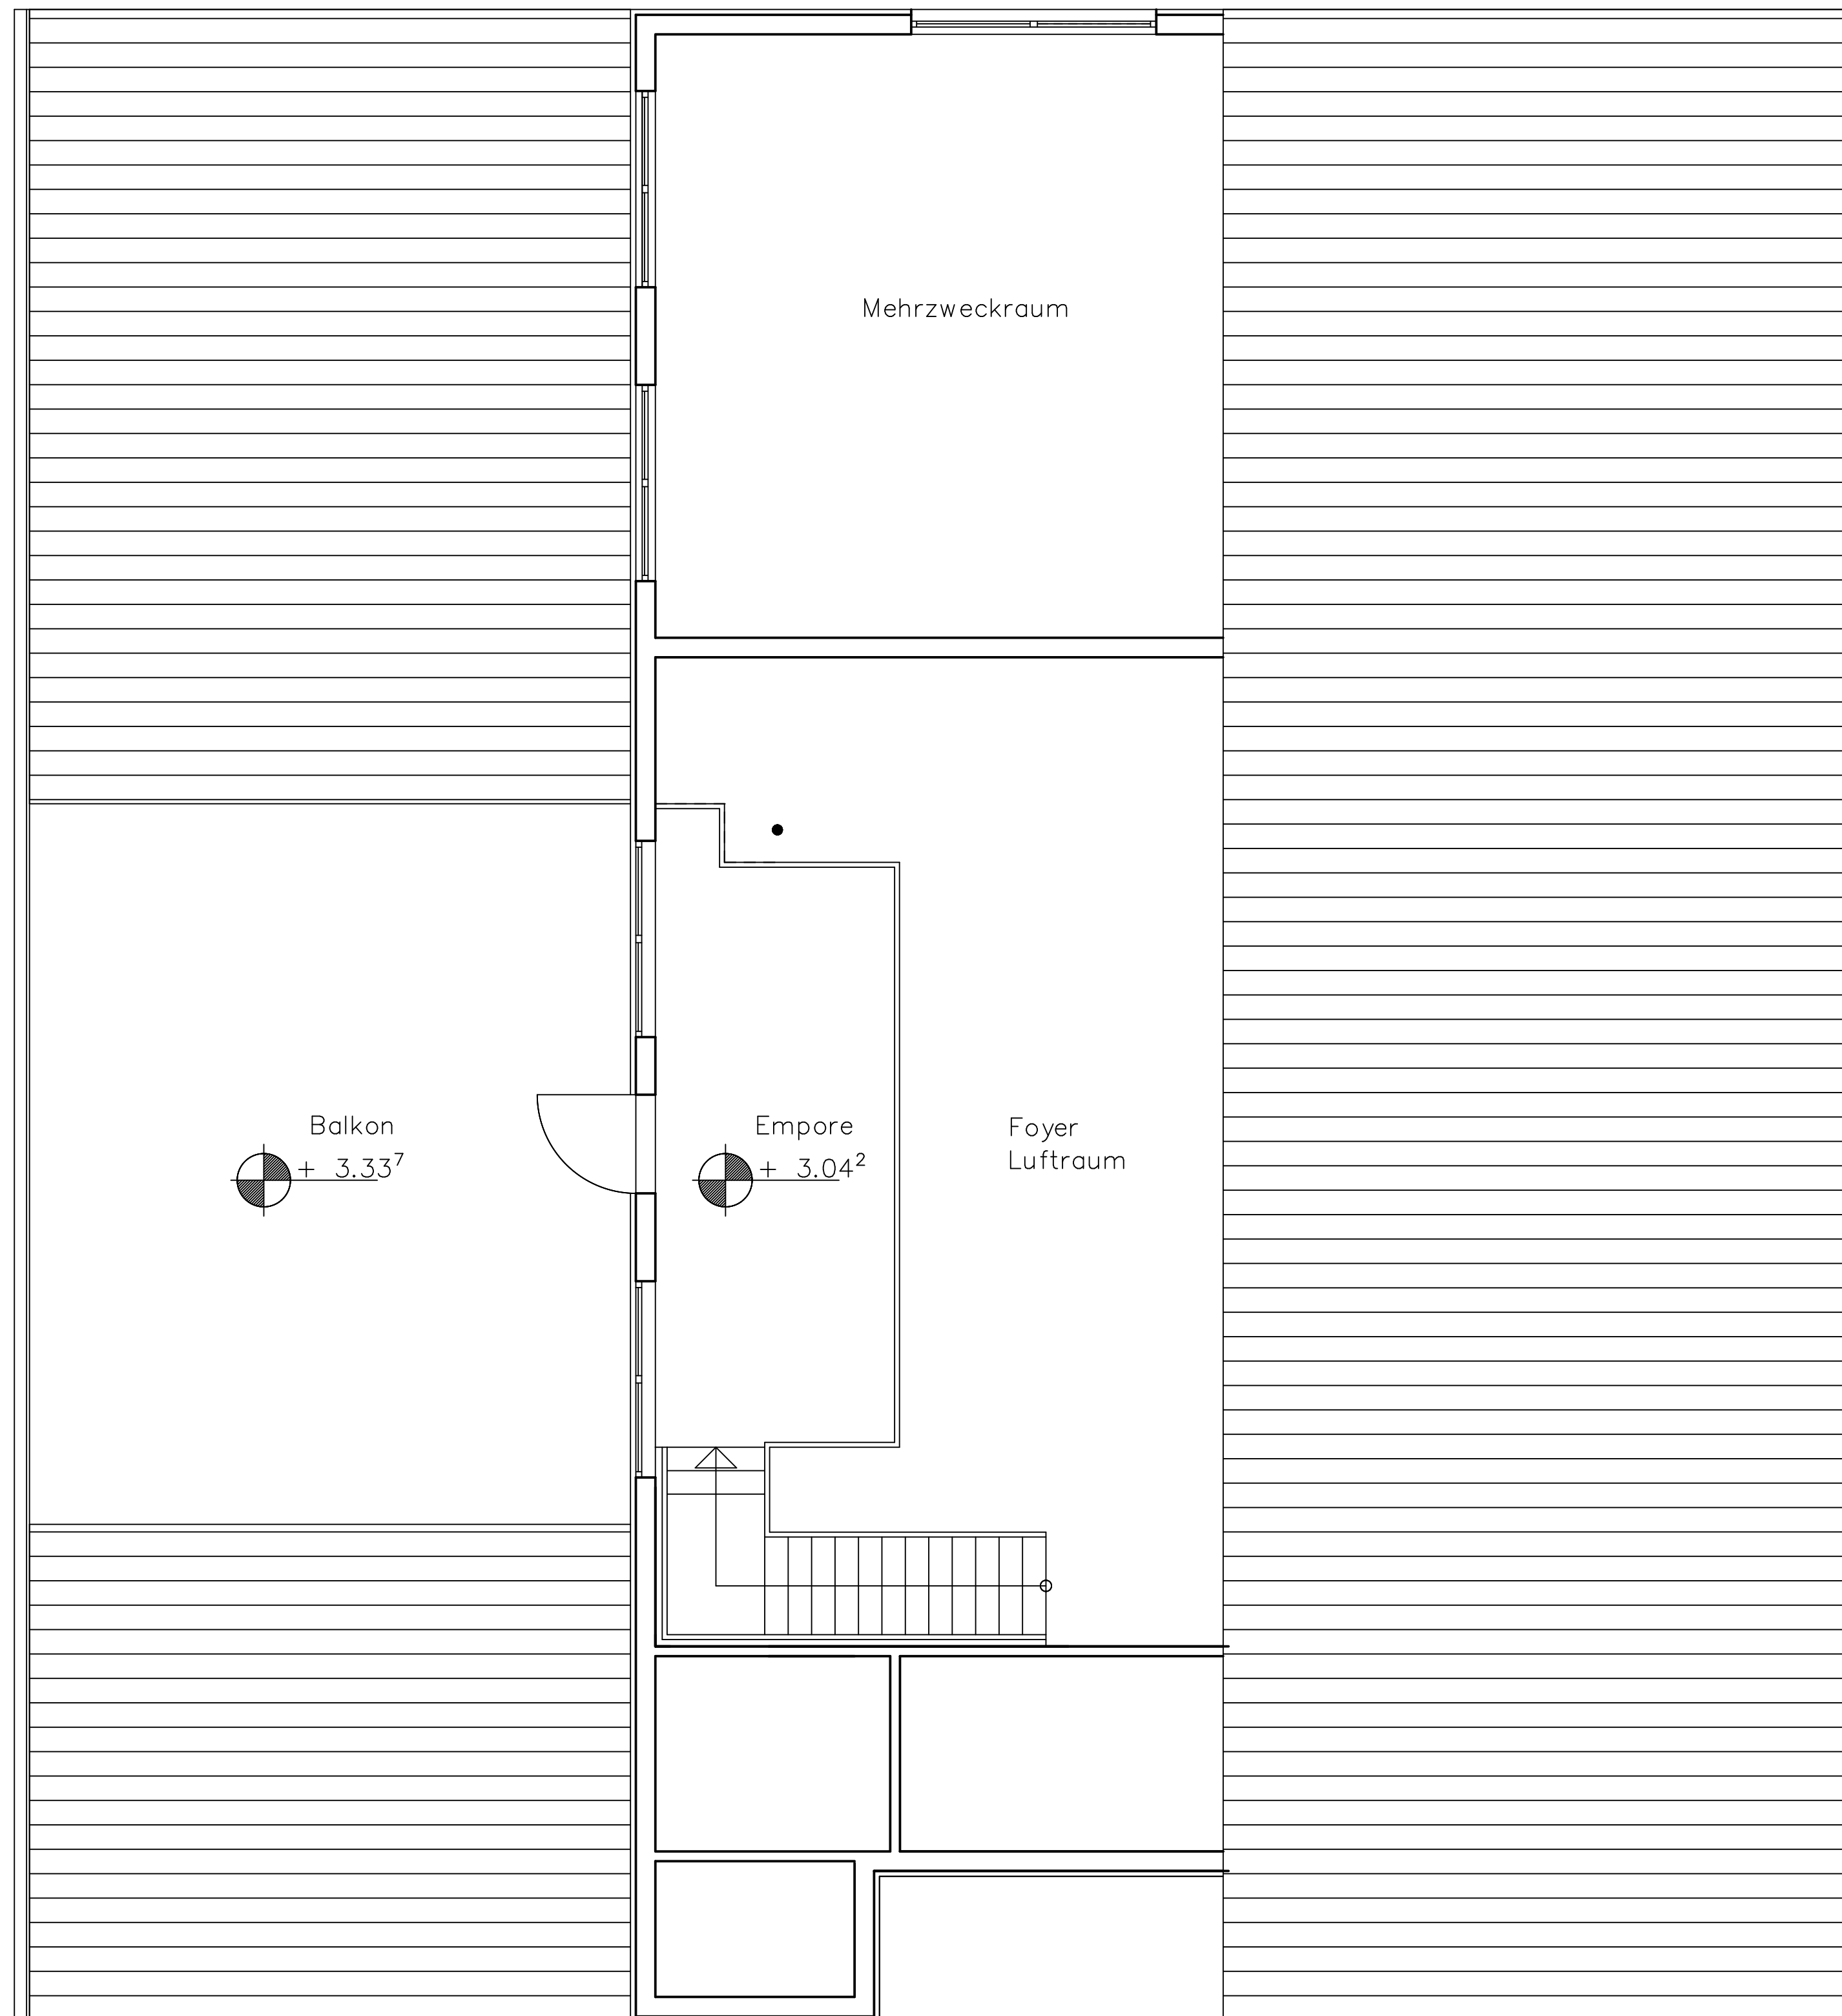 Mehrzweckraum
Balkon
+ 3.33⁷
Empore
+ 3.04²
Foyer
Luftraum